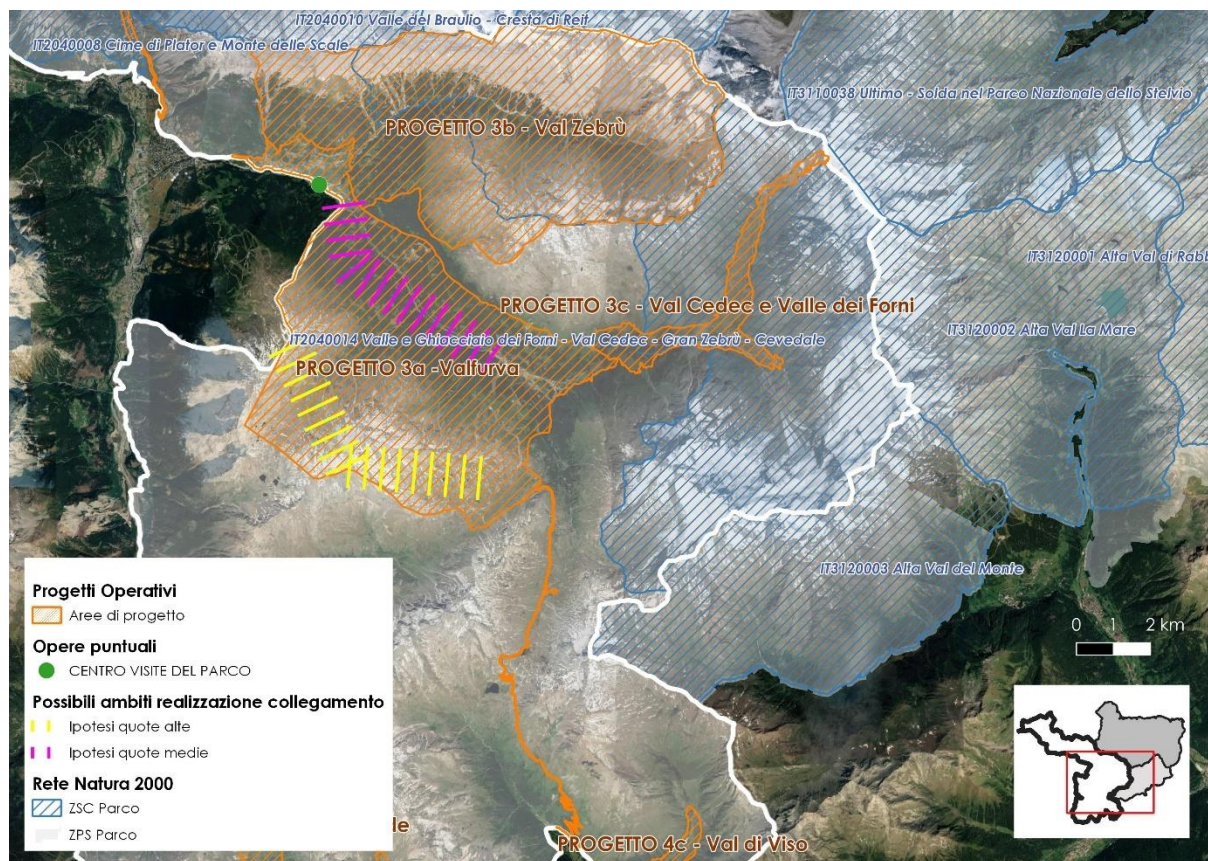 IT2040010 Valle del Braulio - Cresta di Reit
IT2040008 Cime di Plator e Monte delle Scale
IT3110038 Ultimo - Solda nel Parco Nazionale dello Stelvio
PROGETTO 3b - Val Zebrù
IT3120001 Alta Val di Rabb
PROGETTO 3c - Val Cedec e Valle dei Forni
IT3120002 Alta Val La Mare
IT2040014 Valle e Ghiacciaio dei Forni - Val Cedec - Gran Zebrù - Cevedale
PROGETTO 3a -Valfurva
IT3120003 Alta Val del Monte
Progetti Operativi
Aree di progetto
Opere puntuali
CENTRO VISITE DEL PARCO
Possibili ambiti realizzazione collegamento
Ipotesi quote alte
Ipotesi quote medie
Rete Natura 2000
ZSC Parco
ZPS Parco
0 1 2 km
le
PROGETTO 4c - Val di Viso